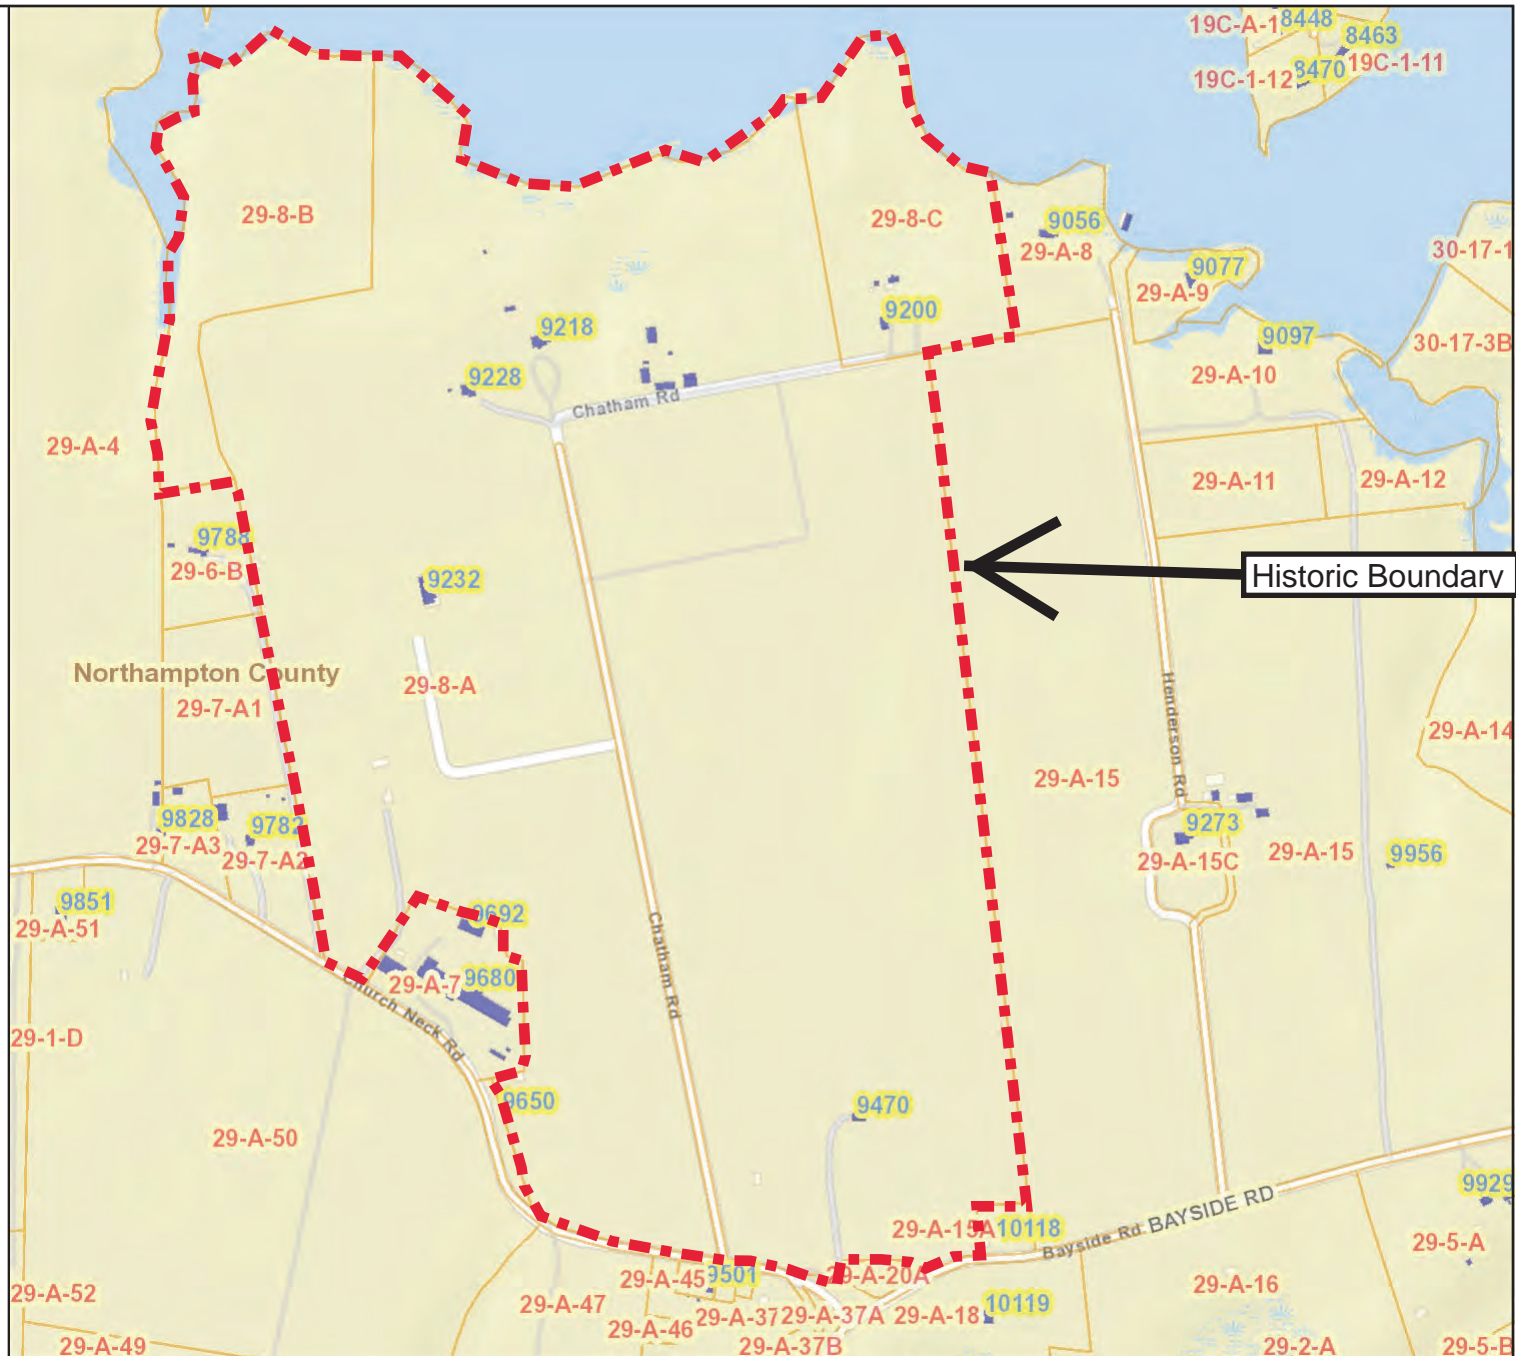 19C-A-1
8448
8463
19C-1-12
8470
19C-1-11
29-8-B
29-8-C
9056
29-A-8
30-17-1
9077
29-A-9
9218
9200
9097
30-17-3B
9228
29-A-10
Chatham Rd
29-A-4
29-A-11
29-A-12
9788
29-6-B
9232
Historic Boundary
Northampton County
29-8-A
29-7-A1
Henderson Rd
29-A-14
29-A-15
9828
9782
29-7-A3
29-7-A2
9273
29-A-15C
29-A-15
9956
9851
29-A-51
9692
Chatham Rd
29-A-7
9680
Church Neck Rd
29-1-D
9650
9470
29-A-50
9929
29-A-15A
10118
Bayside Rd
BAYSIDE RD
29-5-A
29-A-45
9501
29-A-20A
29-A-16
29-A-52
29-A-47
29-A-37
29-A-37A
29-A-18
10119
29-A-46
29-A-49
29-A-37B
29-2-A
29-5-B